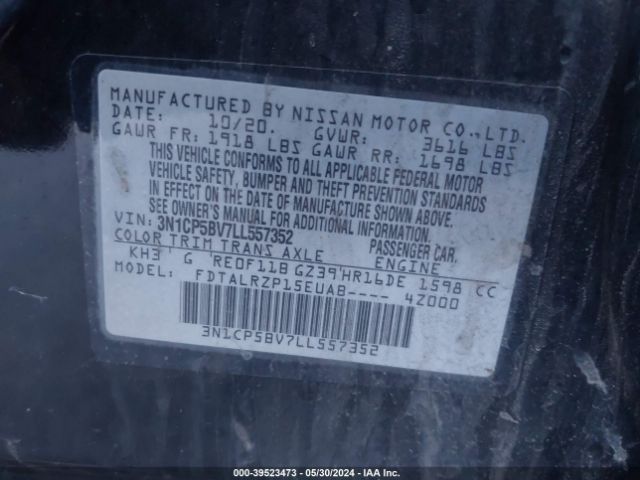 MANUFACTURED BY NISSAN MOTOR CO., LTD.
DATE: 10/20. GVWR: 3616 LBS
GAWR FR: 1918 LBS GAWR RR: 1698 LBS
THIS VEHICLE CONFORMS TO ALL APPLICABLE FEDERAL MOTOR
VEHICLE SAFETY, BUMPER AND THEFT PREVENTION STANDARDS
IN EFFECT ON THE DATE OF MANUFACTURE SHOWN ABOVE.
SEE OWNER'S MANUAL FOR ADDITIONAL INFORMATION.
VIN: 3N1CP5BV7LL557352 PASSENGER CAR.
COLOR TRIM TRANS AXLE ENGINE
KH3 G RE0F11B GZ39 HR16DE 1598 CC
MODEL: FDTALRZP15EUAB---- 4Z000
3N1CP5BV7LL557352
000-39523473 — 05/30/2024 — IAA Inc.